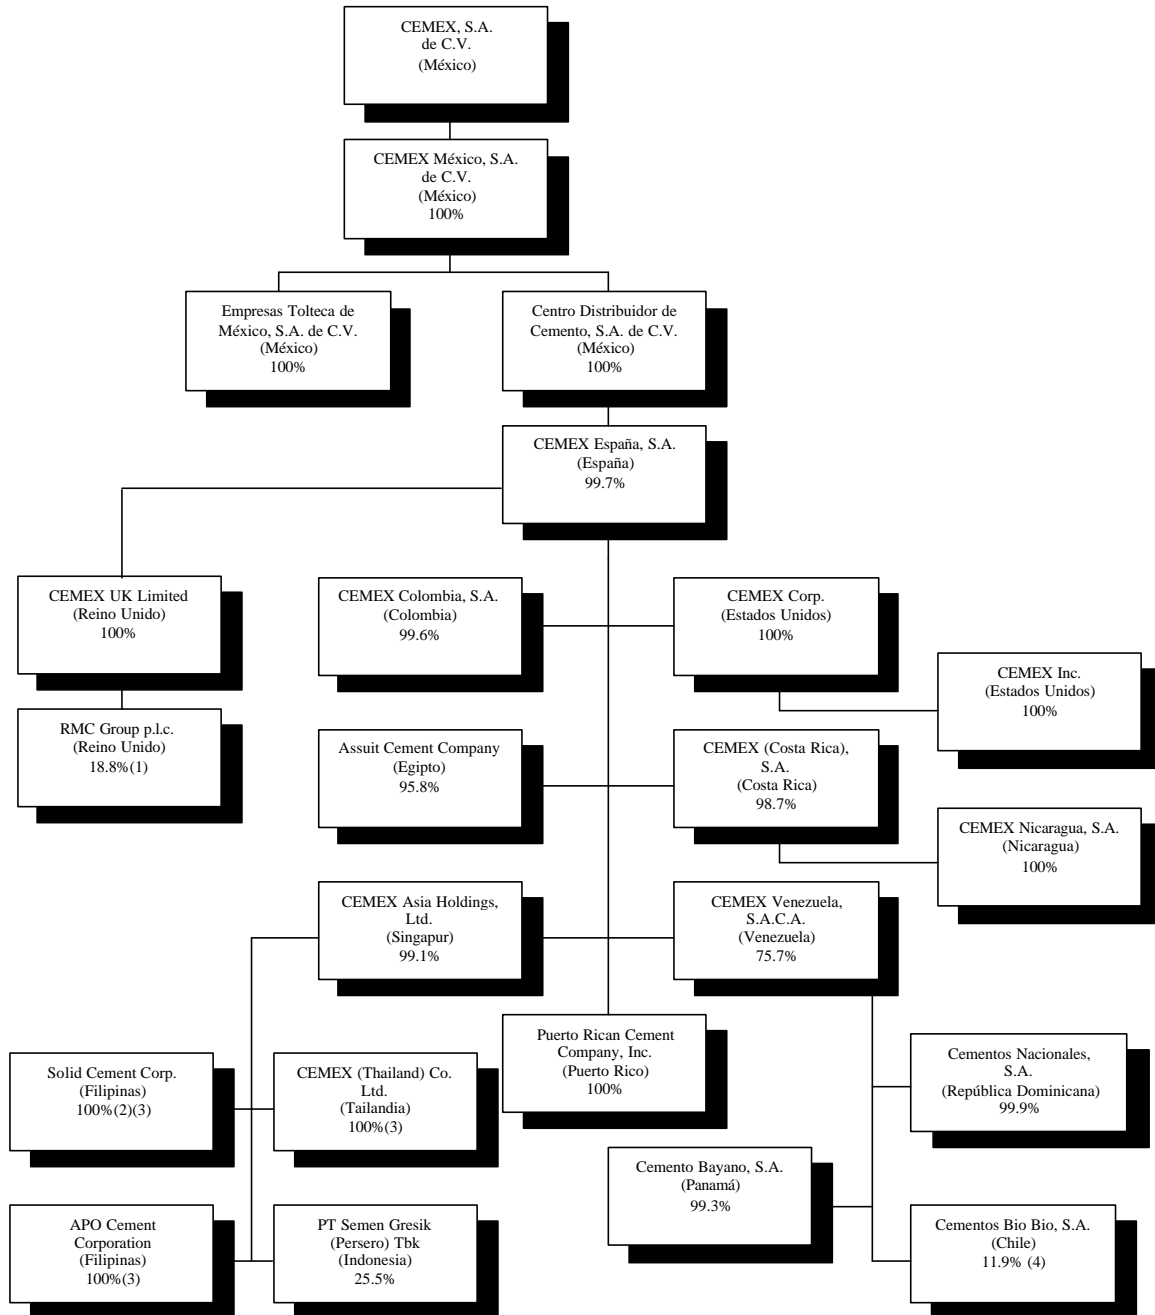 CEMEX, S.A.
de C.V.
(México)
CEMEX México, S.A.
de C.V.
(México)
100%
Empresas Tolteca de
México, S.A. de C.V.
(México)
100%
Centro Distribuidor de
Cemento, S.A. de C.V.
(México)
100%
CEMEX España, S.A.
(España)
99.7%
CEMEX UK Limited
(Reino Unido)
100%
CEMEX Colombia, S.A.
(Colombia)
99.6%
CEMEX Corp.
(Estados Unidos)
100%
CEMEX Inc.
(Estados Unidos)
100%
RMC Group p.l.c.
(Reino Unido)
18.8%(1)
Assuit Cement Company
(Egipto)
95.8%
CEMEX (Costa Rica),
S.A.
(Costa Rica)
98.7%
CEMEX Nicaragua, S.A.
(Nicaragua)
100%
CEMEX Asia Holdings,
Ltd.
(Singapur)
99.1%
CEMEX Venezuela,
S.A.C.A.
(Venezuela)
75.7%
Puerto Rican Cement
Company, Inc.
(Puerto Rico)
100%
Solid Cement Corp.
(Filipinas)
100%(2)(3)
CEMEX (Thailand) Co.
Ltd.
(Tailandia)
100%(3)
Cementos Nacionales,
S.A.
(República Dominicana)
99.9%
Cemento Bayano, S.A.
(Panamá)
99.3%
APO Cement
Corporation
(Filipinas)
100%(3)
PT Semen Gresik
(Persero) Tbk
(Indonesia)
25.5%
Cementos Bio Bio, S.A.
(Chile)
11.9% (4)